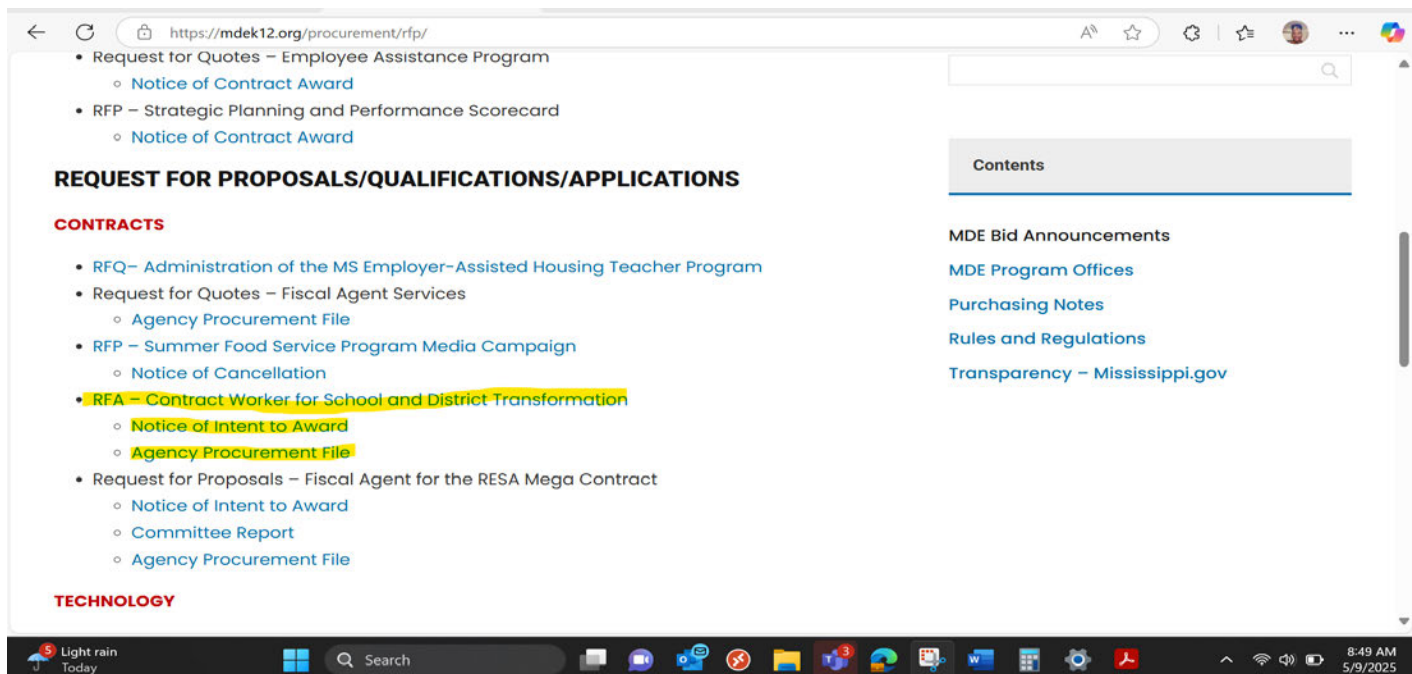 https://mdek12.org/procurement/rfp/
Request for Quotes – Employee Assistance Program
Notice of Contract Award
RFP – Strategic Planning and Performance Scorecard
Notice of Contract Award
REQUEST FOR PROPOSALS/QUALIFICATIONS/APPLICATIONS
CONTRACTS
RFQ– Administration of the MS Employer-Assisted Housing Teacher Program
Request for Quotes – Fiscal Agent Services
Agency Procurement File
RFP – Summer Food Service Program Media Campaign
Notice of Cancellation
RFA – Contract Worker for School and District Transformation
Notice of Intent to Award
Agency Procurement File
Request for Proposals – Fiscal Agent for the RESA Mega Contract
Notice of Intent to Award
Committee Report
Agency Procurement File
TECHNOLOGY
Contents
MDE Bid Announcements
MDE Program Offices
Purchasing Notes
Rules and Regulations
Transparency – Mississippi.gov
5
Light rain
Today
Search
3
8:49 AM
5/9/2025